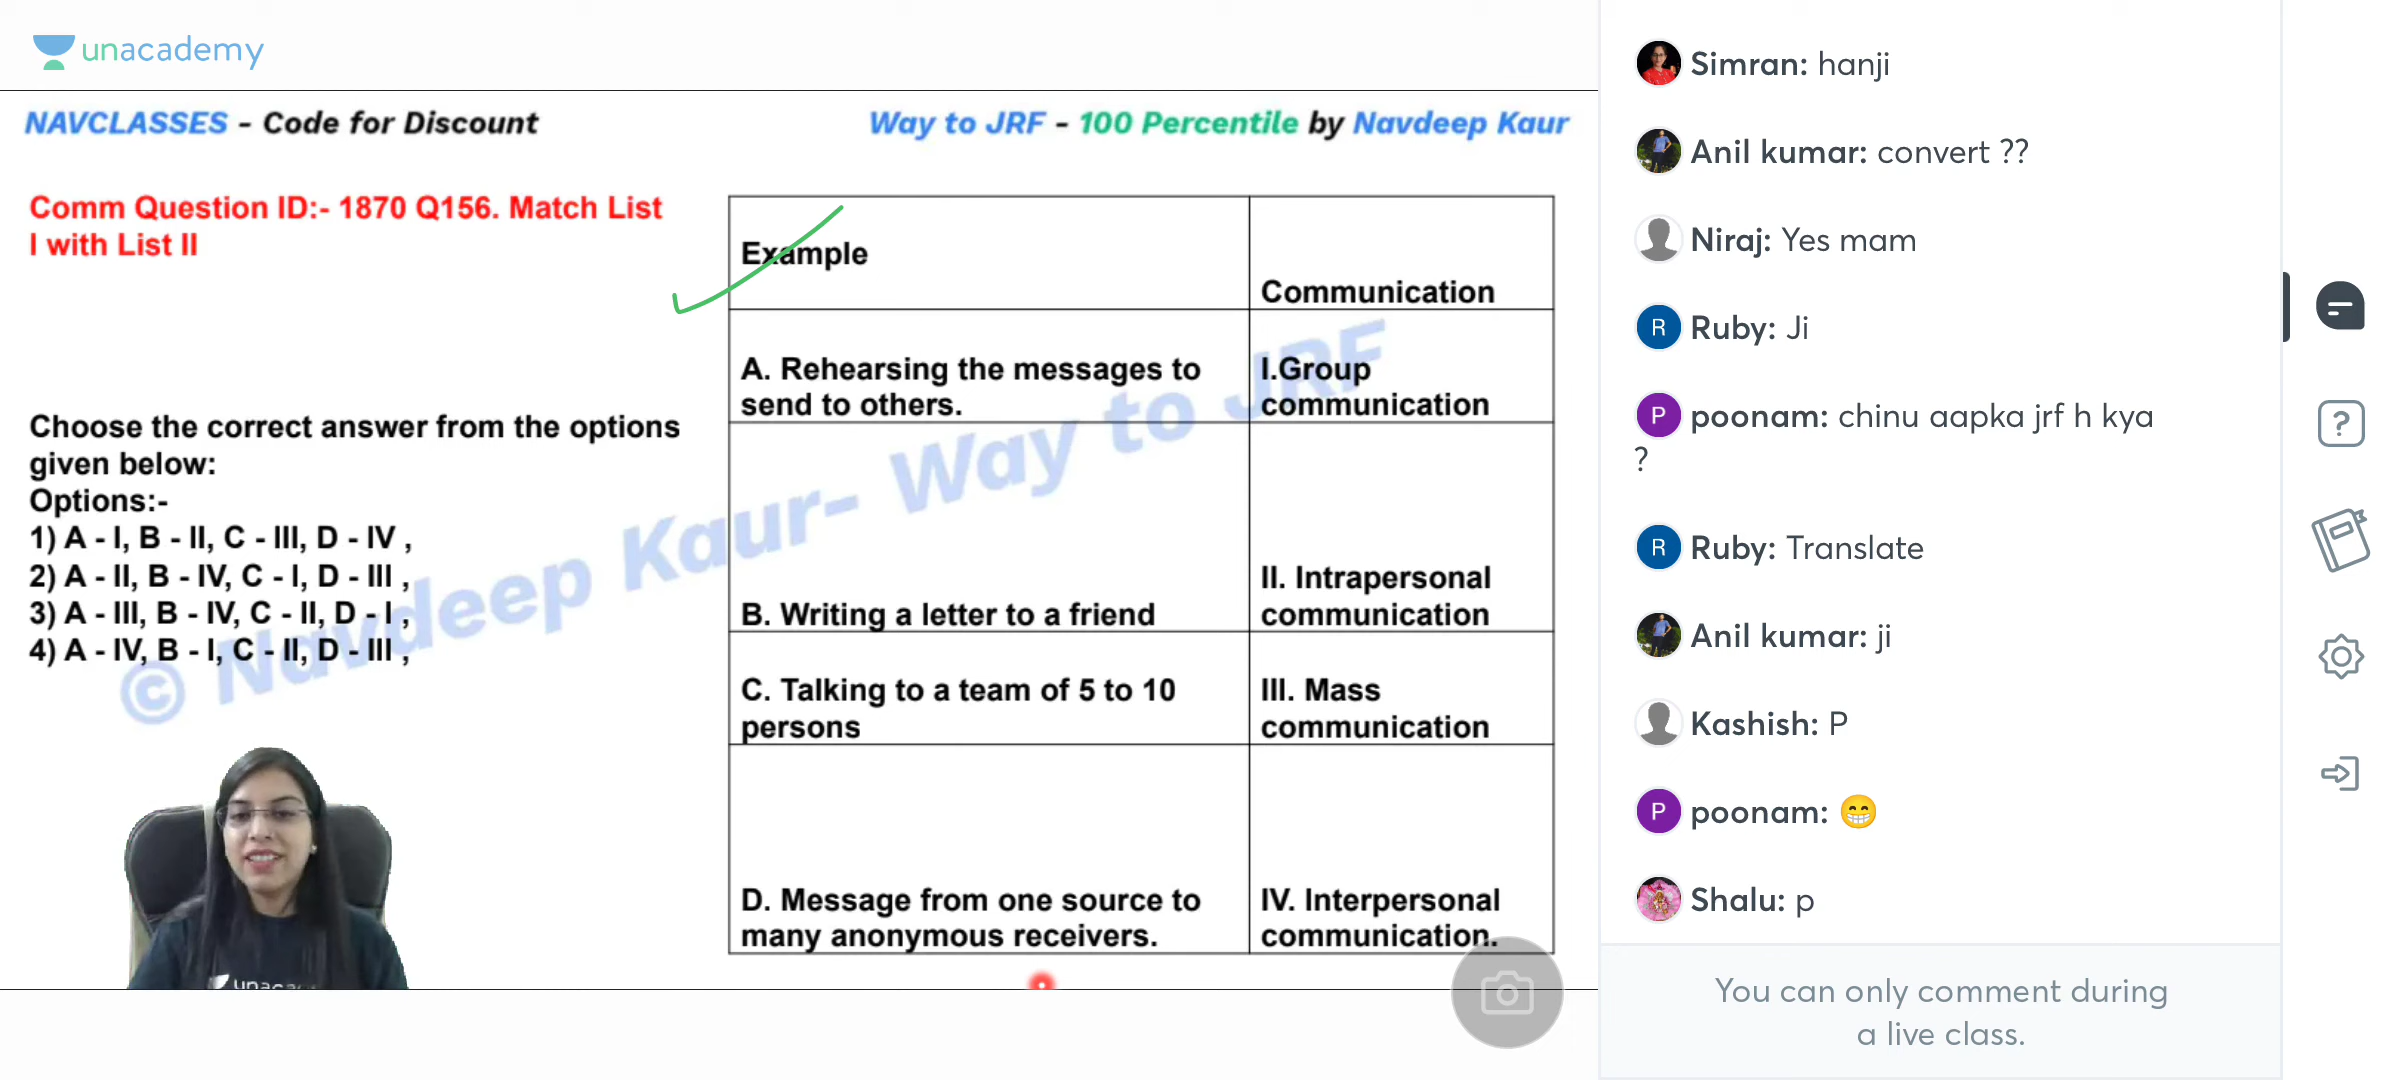 unacademy
NAVCLASSES - Code for Discount
Way to JRF - 100 Percentile by Navdeep Kaur
Comm Question ID:- 1870 Q156. Match List
I with List II
Choose the correct answer from the options
given below:
Options:-
1) A - I, B - II, C - III, D - IV ,
2) A - II, B - IV, C - I, D - III ,
3) A - III, B - IV, C - II, D - I ,
4) A - IV, B - I, C - II, D - III ,
Example
Communication
A. Rehearsing the messages to
send to others.
I.Group
communication
B. Writing a letter to a friend
II. Intrapersonal
communication
C. Talking to a team of 5 to 10
persons
III. Mass
communication
D. Message from one source to
many anonymous receivers.
IV. Interpersonal
communication.
© Navdeep Kaur- Way to JRF
Simran: hanji
Anil kumar: convert ??
Niraj: Yes mam
R Ruby: Ji
P poonam: chinu aapka jrf h kya
?
R Ruby: Translate
Anil kumar: ji
Kashish: P
P poonam: 😁
Shalu: p
You can only comment during
a live class.